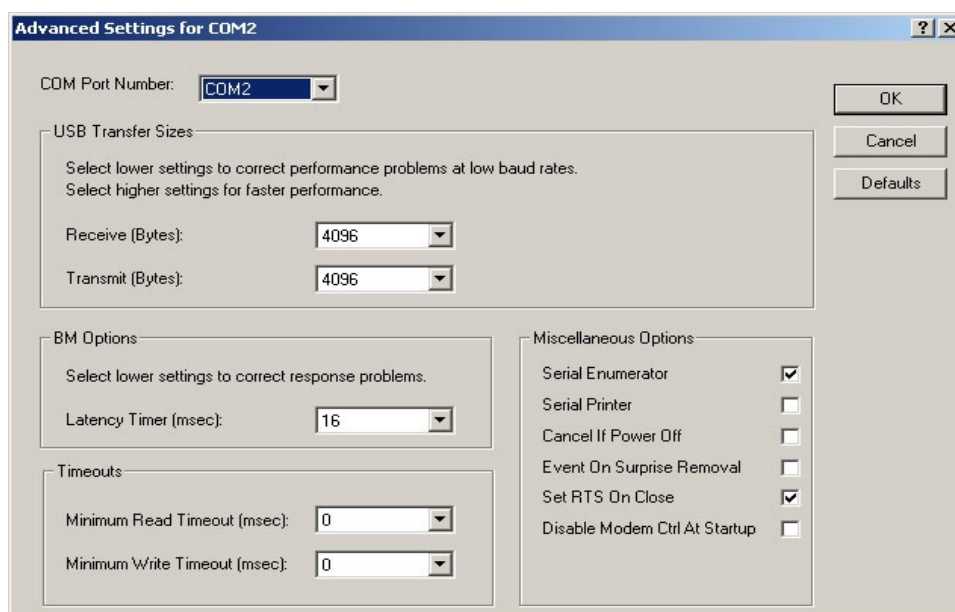 Advanced Settings for COM2
COM Port Number: COM2
OK
USB Transfer Sizes
Cancel
Select lower settings to correct performance problems at low baud rates.
Select higher settings for faster performance.
Defaults
Receive (Bytes): 4096
Transmit (Bytes): 4096
BM Options
Select lower settings to correct response problems.
Latency Timer (msec): 16
Timeouts
Minimum Read Timeout (msec): 0
Minimum Write Timeout (msec): 0
Miscellaneous Options
Serial Enumerator
Serial Printer
Cancel If Power Off
Event On Surprise Removal
Set RTS On Close
Disable Modem Ctrl At Startup